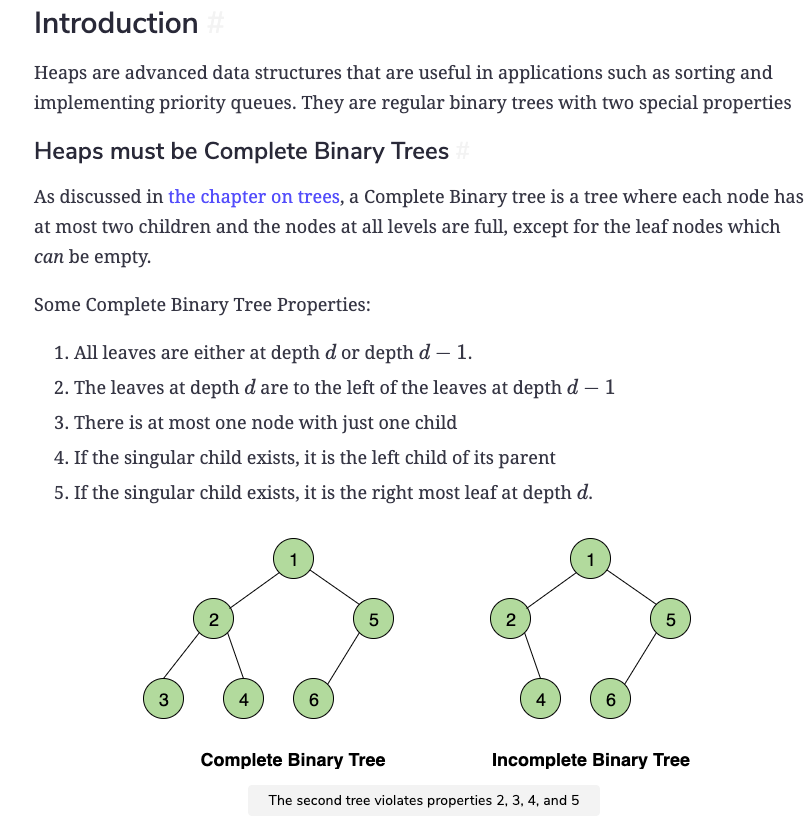 Introduction #
Heaps are advanced data structures that are useful in applications such as sorting and
implementing priority queues. They are regular binary trees with two special properties
Heaps must be Complete Binary Trees #
As discussed in the chapter on trees, a Complete Binary tree is a tree where each node has
at most two children and the nodes at all levels are full, except for the leaf nodes which
can be empty.
Some Complete Binary Tree Properties:
1. All leaves are either at depth d or depth d − 1.
2. The leaves at depth d are to the left of the leaves at depth d − 1
3. There is at most one node with just one child
4. If the singular child exists, it is the left child of its parent
5. If the singular child exists, it is the right most leaf at depth d.
1 1
2 5 2 5
3 4 6 4 6
Complete Binary Tree Incomplete Binary Tree
The second tree violates properties 2, 3, 4, and 5